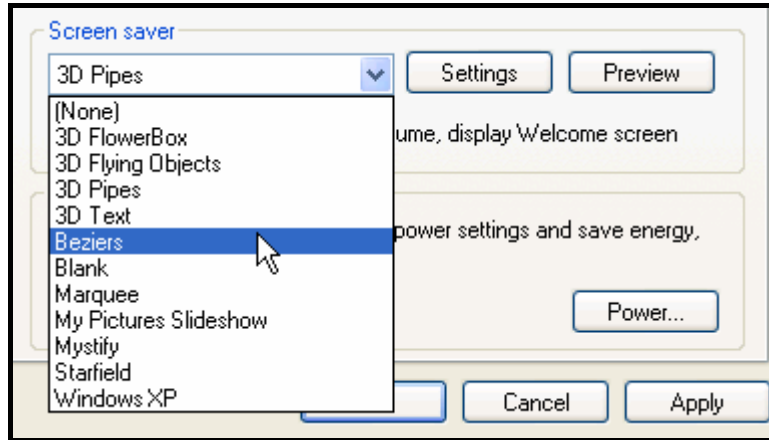 Screen saver
3D Pipes
Settings
Preview
(None)
3D FlowerBox
3D Flying Objects
3D Pipes
3D Text
Beziers
Blank
Marquee
My Pictures Slideshow
Mystify
Starfield
Windows XP
ume, display Welcome screen
power settings and save energy,
Power...
Cancel
Apply